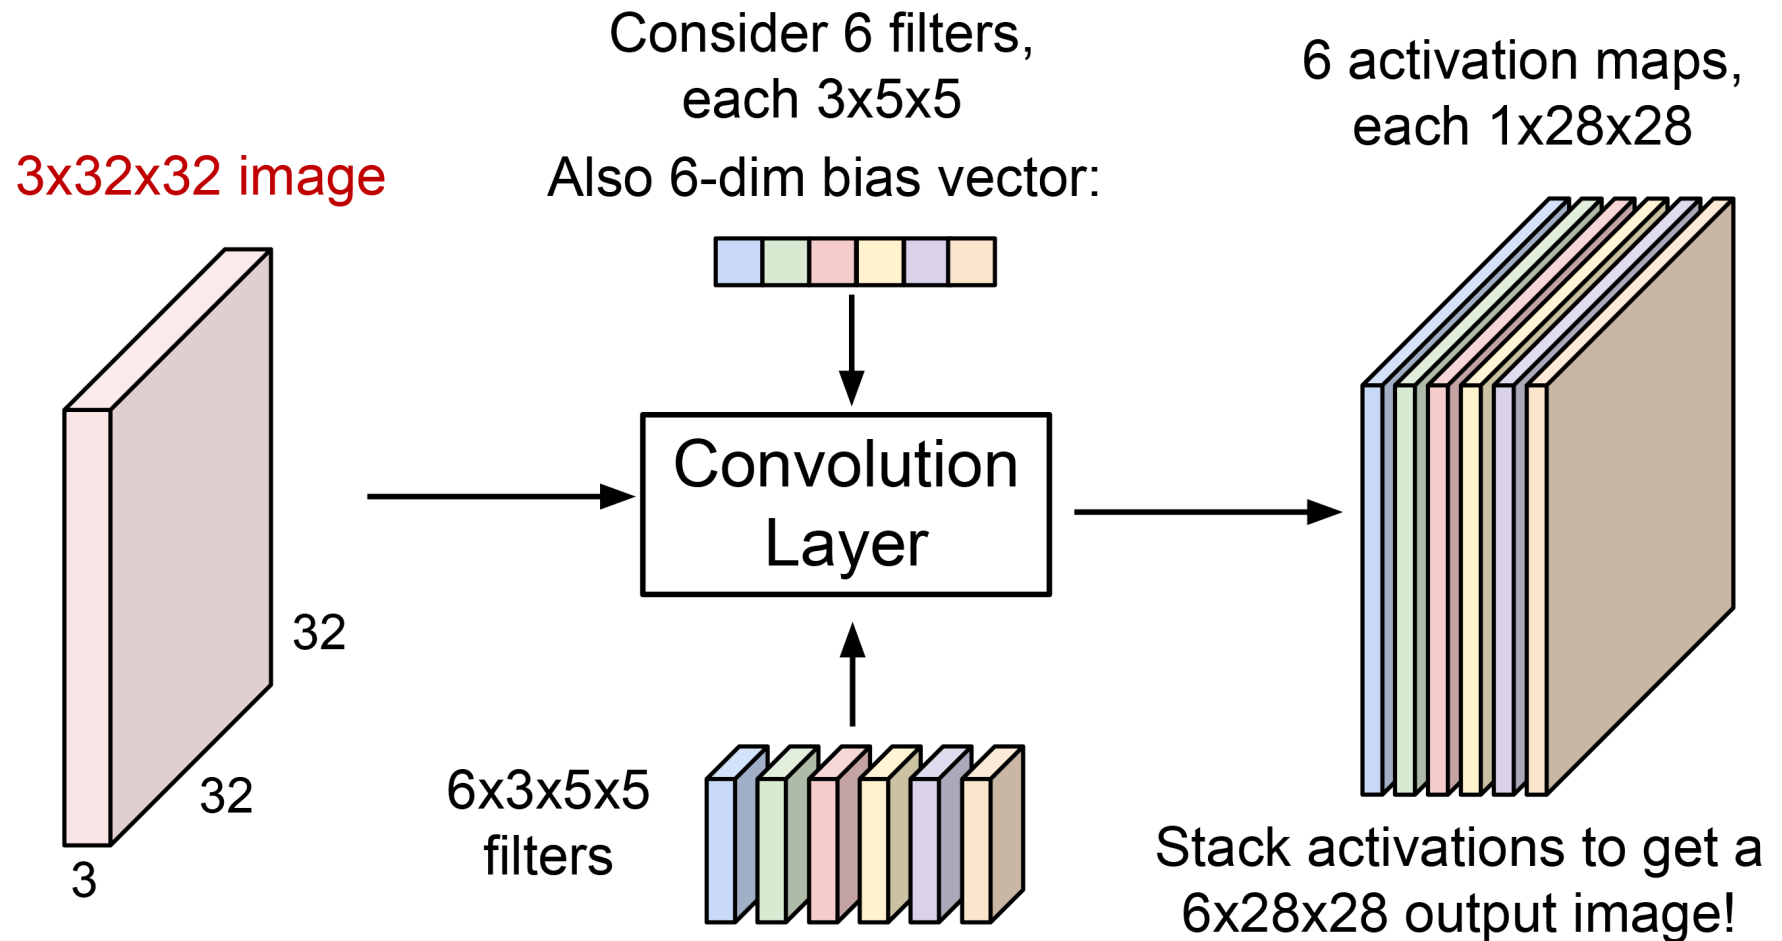 3x32x32 image
32
32
3
Consider 6 filters,
each 3x5x5
Also 6-dim bias vector:
Convolution
Layer
6x3x5x5
filters
6 activation maps,
each 1x28x28
Stack activations to get a
6x28x28 output image!